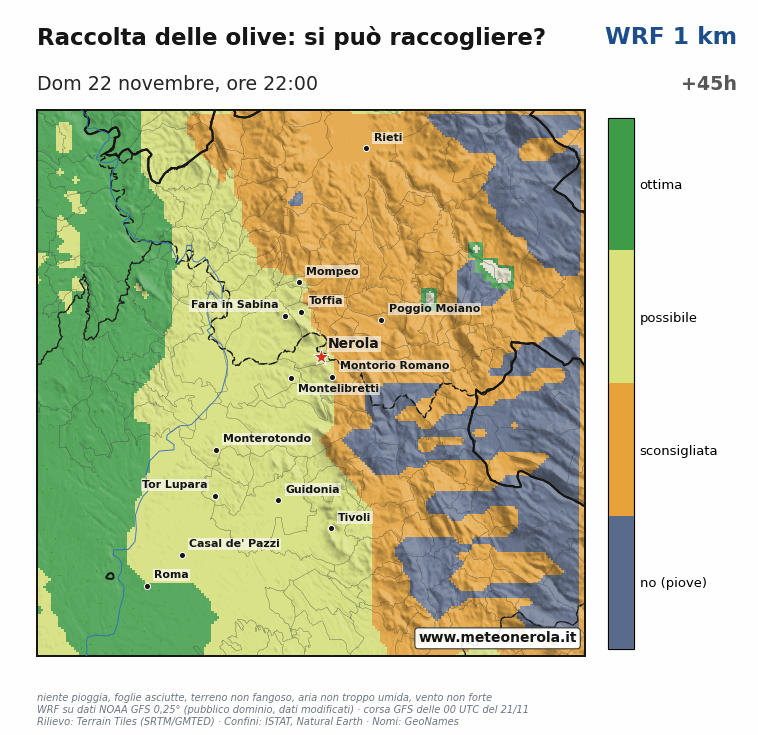 Raccolta delle olive: si può raccogliere?
WRF 1 km
Dom 22 novembre, ore 22:00
+45h
Rieti
Mompeo
Toffia
Fara in Sabina
Poggio Moiano
Nerola
Montorio Romano
Montelibretti
Monterotondo
Tor Lupara
Guidonia
Tivoli
Casal de' Pazzi
Roma
www.meteonerola.it
ottima
possibile
sconsigliata
no (piove)
niente pioggia, foglie asciutte, terreno non fangoso, aria non troppo umida, vento non forte
WRF su dati NOAA GFS 0,25° (pubblico dominio, dati modificati) · corsa GFS delle 00 UTC del 21/11
Rilievo: Terrain Tiles (SRTM/GMTED) · Confini: ISTAT, Natural Earth · Nomi: GeoNames